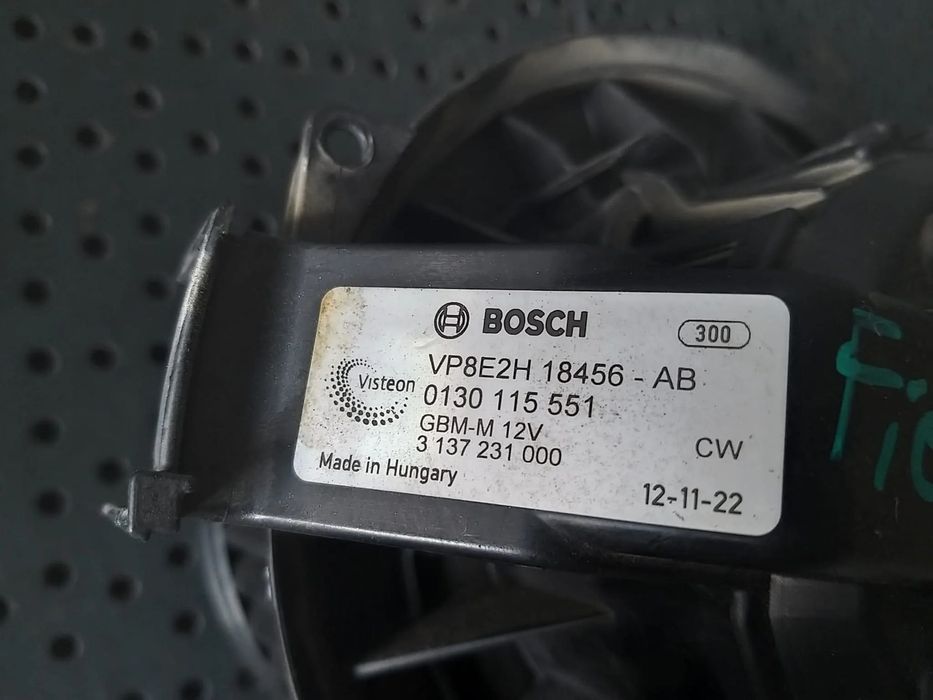 BOSCH
300
VP8E2H 18456 - AB
Visteon
0130 115 551
GBM-M 12V
3 137 231 000
CW
Made in Hungary
12-11-22